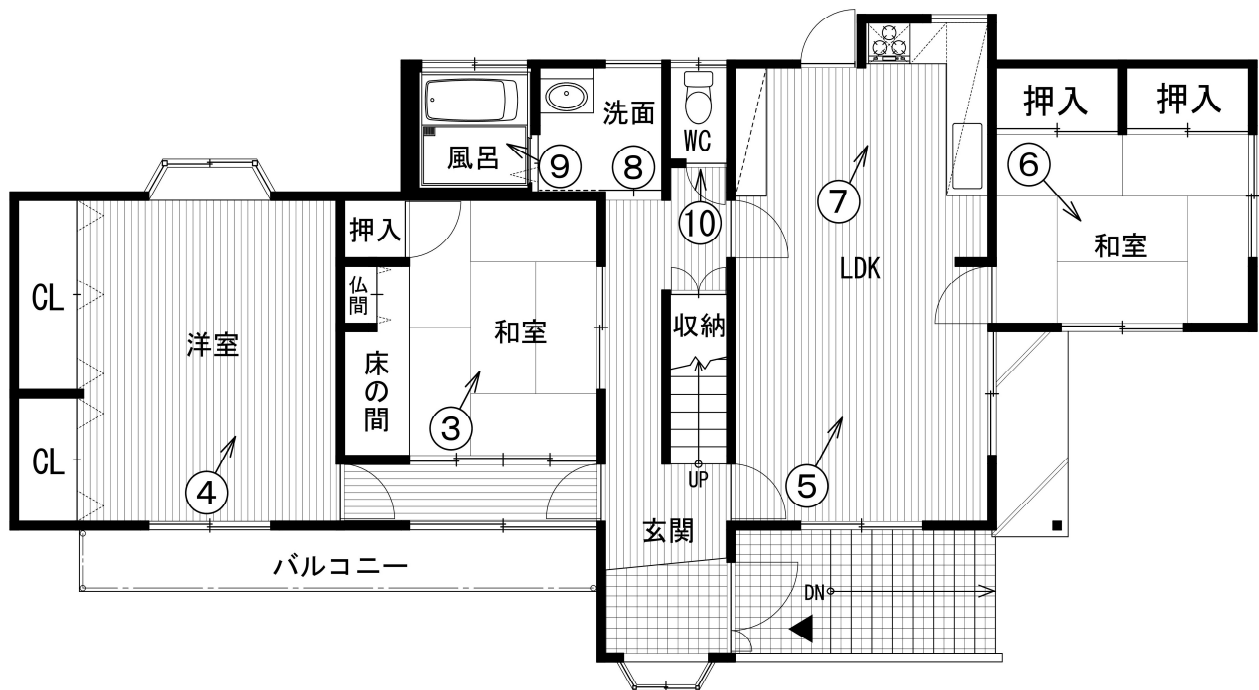 洗面
WC
押入
押入
風呂
⑨
⑧
⑥
⑦
⑩
押入
和室
LDK
CL
仏間
洋室
和室
収納
床の間
③
CL
④
UP
⑤
玄関
バルコニー
DN